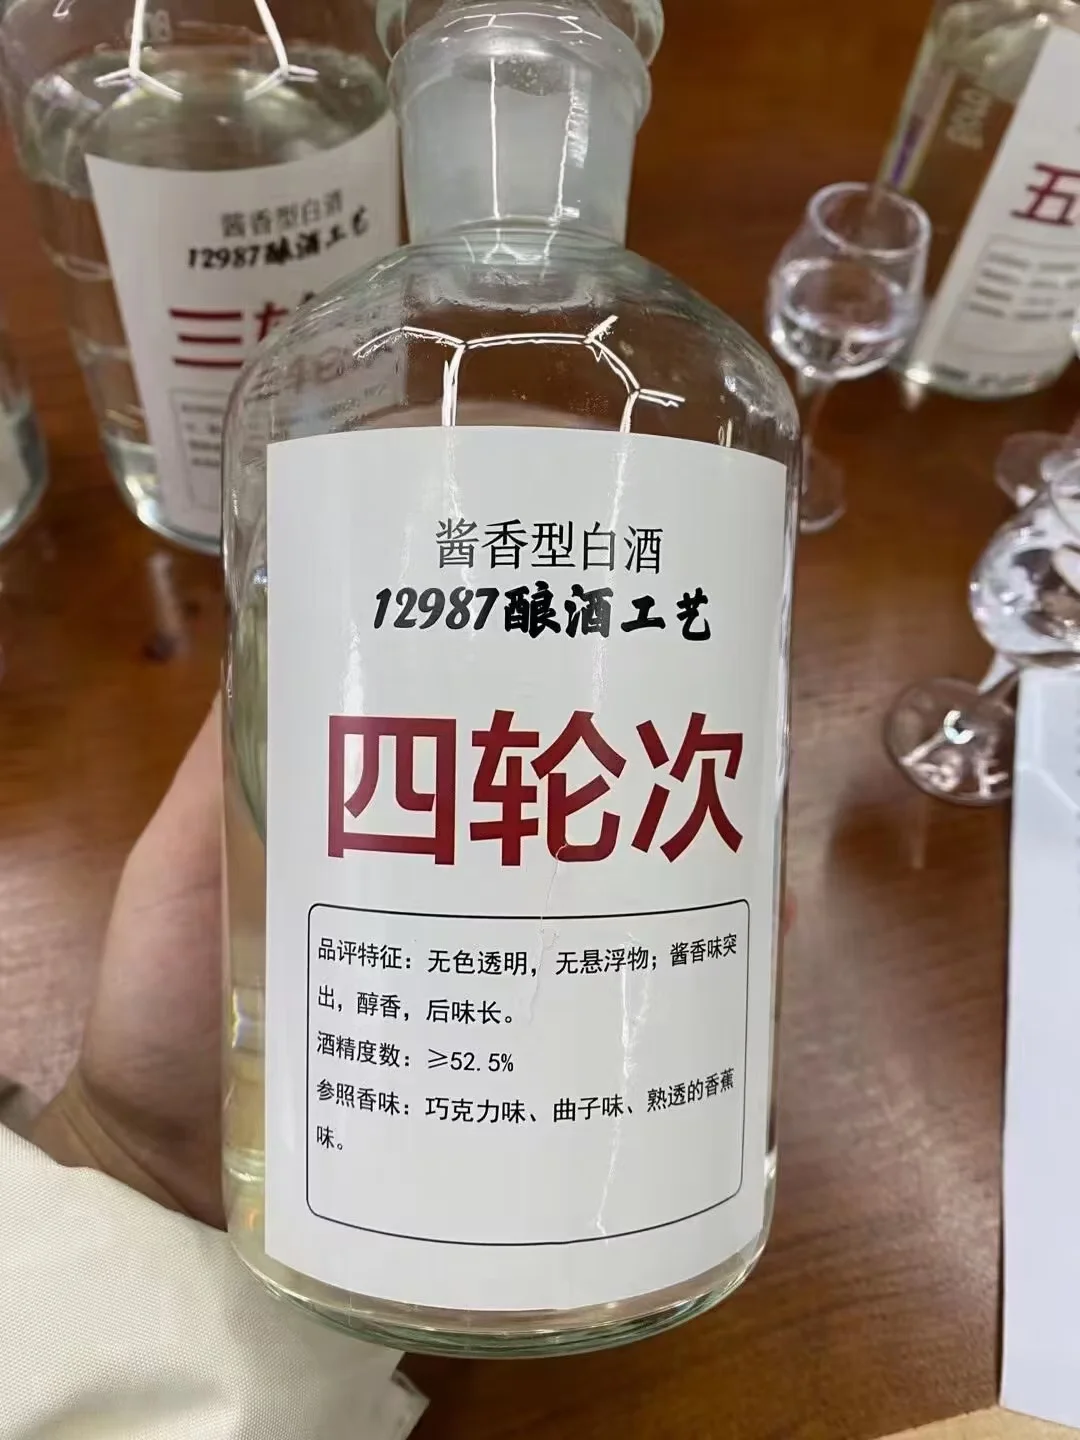 酱香型白酒
12987酿酒工艺
三轮
五
酱香型白酒
12987酿酒工艺
四轮次
品评特征：无色透明，无悬浮物；酱香味突
出，醇香，后味长。
酒精度数：≥52.5%
参照香味：巧克力味、曲子味、熟透的香蕉
味。